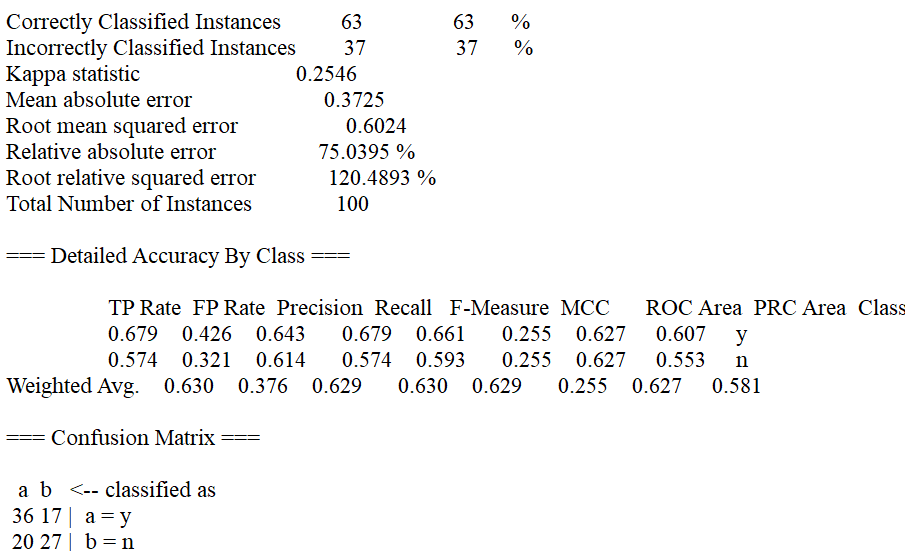 Correctly Classified Instances 63 63 %
Incorrectly Classified Instances 37 37 %
Kappa statistic 0.2546
Mean absolute error 0.3725
Root mean squared error 0.6024
Relative absolute error 75.0395 %
Root relative squared error 120.4893 %
Total Number of Instances 100
=== Detailed Accuracy By Class ===
TP Rate FP Rate Precision Recall F-Measure MCC ROC Area PRC Area Class
0.679 0.426 0.643 0.679 0.661 0.255 0.627 0.607 y
0.574 0.321 0.614 0.574 0.593 0.255 0.627 0.553 n
Weighted Avg. 0.630 0.376 0.629 0.630 0.629 0.255 0.627 0.581
=== Confusion Matrix ===
a b <-- classified as
36 17 | a = y
20 27 | b = n